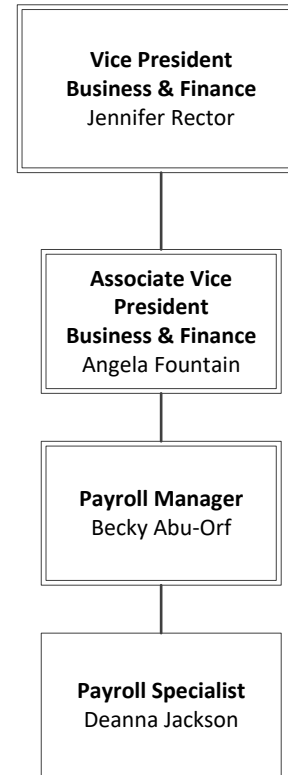 Vice President
Business & Finance
Jennifer Rector
Associate Vice
President
Business & Finance
Angela Fountain
Payroll Manager
Becky Abu-Orf
Payroll Specialist
Deanna Jackson